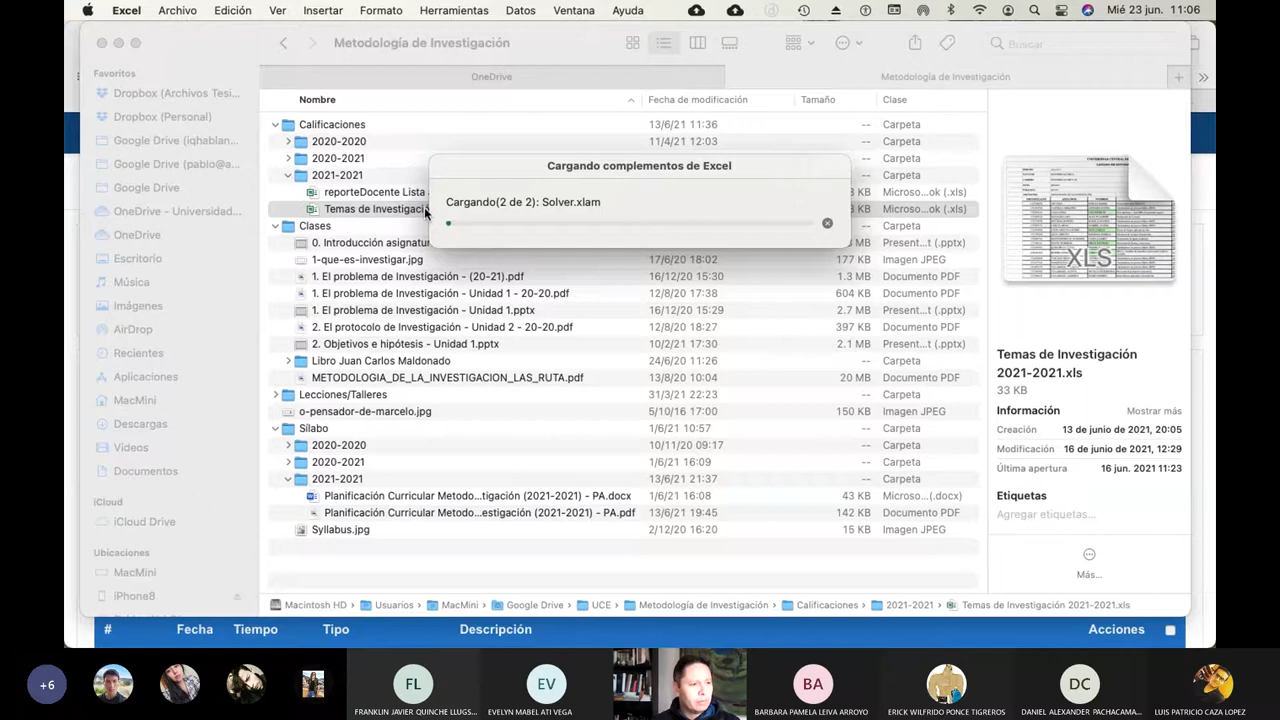 Excel Archivo Edición Ver Insertar Formato Herramientas Datos Ventana Ayuda Mié 23 jun. 11:06
Metodología de Investigación
Buscar
OneDrive
Metodología de Investigación
Favoritos
Dropbox (Archivos Tesi...
Dropbox (Personal)
Google Drive (iqhablan...
Google Drive (pablo@a...
Google Drive
OneDrive - Universidad...
OneDrive
Escritorio
Música
Imágenes
AirDrop
Recientes
Aplicaciones
MacMini
Descargas
Vídeos
Documentos
iCloud
iCloud Drive
Ubicaciones
MacMini
iPhone8
Nombre Fecha de modificación Tamaño Clase
Calificaciones 13/6/21 11:36 -- Carpeta
2020-2020 11/4/21 12:03 -- Carpeta
2020-2021 -- Carpeta
2021-2021 -- Carpeta
ReporteDocente Lista KB Microso...ok (.xls)
Temas de Investiga KB Microso...ok (.xls)
Clases -- Carpeta
0. Introducción asignatu MB Present...t (.pptx)
1-que-es-investigar.jpg 17/6/20 18:02 177 KB Imagen JPEG
1. El problema de Investigación - (20-21).pdf 16/12/20 15:30 1.3 MB Documento PDF
1. El problema de Investigación - Unidad 1 - 20-20.pdf 12/8/20 17:38 604 KB Documento PDF
1. El problema de Investigación - Unidad 1.pptx 16/12/20 15:29 2.7 MB Present...t (.pptx)
2. El protocolo de Investigación - Unidad 2 - 20-20.pdf 12/8/20 18:27 397 KB Documento PDF
2. Objetivos e hipótesis - Unidad 1.pptx 10/2/21 17:30 2.1 MB Present...t (.pptx)
Libro Juan Carlos Maldonado 24/6/20 11:26 -- Carpeta
METODOLOGIA_DE_LA_INVESTIGACION_LAS_RUTA.pdf 13/8/20 10:04 20 MB Documento PDF
Lecciones/Talleres 31/3/21 22:23 -- Carpeta
o-pensador-de-marcelo.jpg 5/10/16 17:00 150 KB Imagen JPEG
Sílabo 1/6/21 10:57 -- Carpeta
2020-2020 10/11/20 09:17 -- Carpeta
2020-2021 1/6/21 16:09 -- Carpeta
2021-2021 13/6/21 21:37 -- Carpeta
Planificación Curricular Metodo...tigación (2021-2021) - PA.docx 1/6/21 16:08 43 KB Microso...(.docx)
Planificación Curricular Metodo...estigación (2021-2021) - PA.pdf 13/6/21 19:45 142 KB Documento PDF
Syllabus.jpg 2/12/20 16:20 15 KB Imagen JPEG
Cargando complementos de Excel
Cargando(2 de 2): Solver.xlam
XLS
Temas de Investigación
2021-2021.xls
33 KB
Información Mostrar más
Creación 13 de junio de 2021, 20:05
Modificación 16 de junio de 2021, 12:29
Última apertura 16 jun. 2021 11:23
Etiquetas
Agregar etiquetas...
Más...
Macintosh HD › Usuarios › MacMini › Google Drive › UCE › Metodología de Investigación › Calificaciones › 2021-2021 › Temas de Investigación 2021-2021.xls
# Fecha Tiempo Tipo Descripción Acciones
+6
FL
EV
BA
DC
FRANKLIN JAVIER QUINCHE LLUGS...
EVELYN MABEL ATI VEGA
BARBARA PAMELA LEIVA ARROYO
ERICK WILFRIDO PONCE TIGREROS
DANIEL ALEXANDER PACHACAMA...
LUIS PATRICIO CAZA LOPEZ